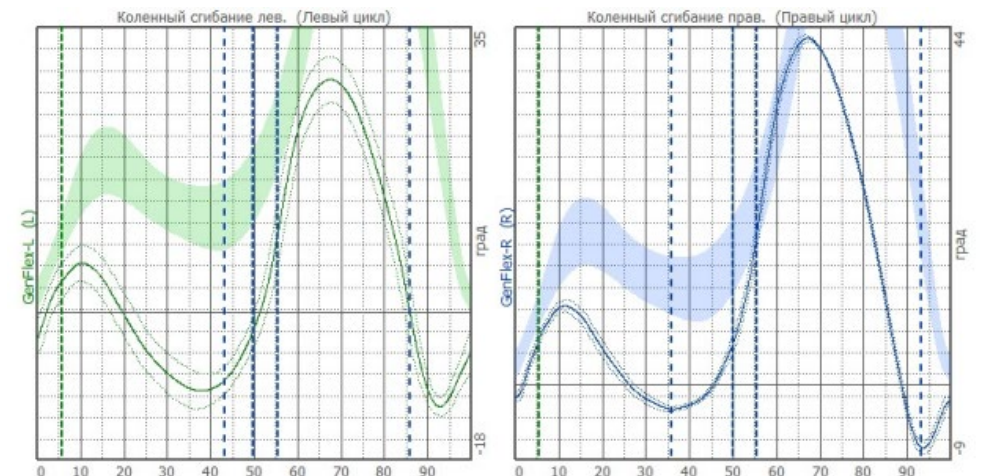 Коленный сгибание лев. (Левый цикл)
35
град
-18
GenFlex-L (L)
0 10 20 30 40 50 60 70 80 90
Коленный сгибание прав. (Правый цикл)
44
град
-9
GenFlex-R (R)
0 10 20 30 40 50 60 70 80 90